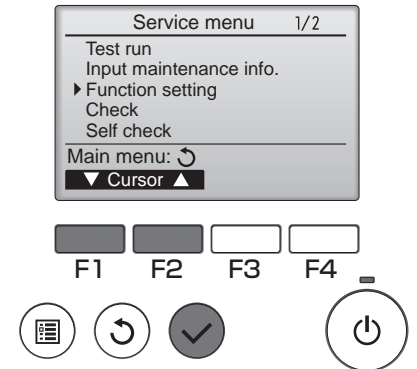 Service menu 1/2
Test run
Input maintenance info.
Function setting
Check
Self check
Main menu:
Cursor
F1 F2 F3 F4